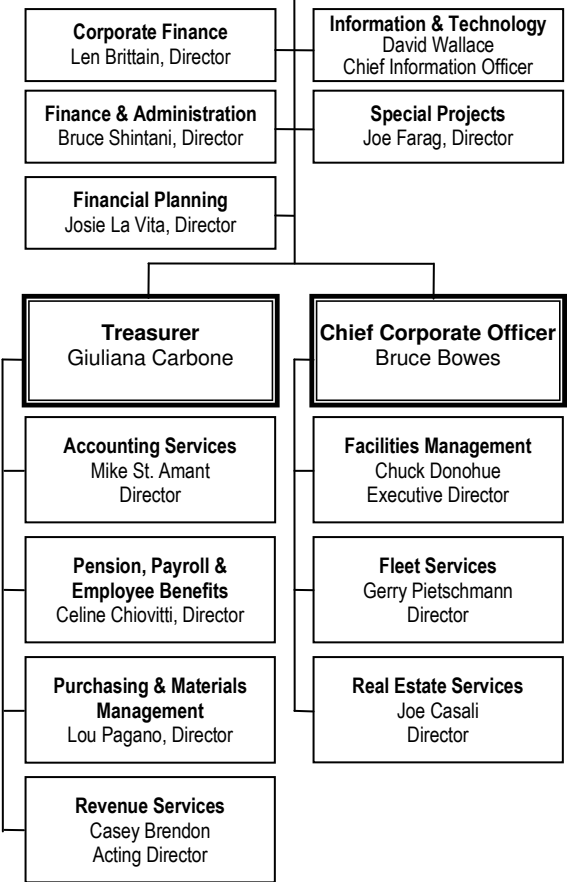 Corporate Finance
Len Brittain, Director
Information & Technology
David Wallace
Chief Information Officer
Finance & Administration
Bruce Shintani, Director
Special Projects
Joe Farag, Director
Financial Planning
Josie La Vita, Director
Treasurer
Giuliana Carbone
Chief Corporate Officer
Bruce Bowes
Accounting Services
Mike St. Amant
Director
Facilities Management
Chuck Donohue
Executive Director
Pension, Payroll &
Employee Benefits
Celine Chiovitti, Director
Fleet Services
Gerry Pietschmann
Director
Purchasing & Materials
Management
Lou Pagano, Director
Real Estate Services
Joe Casali
Director
Revenue Services
Casey Brendon
Acting Director